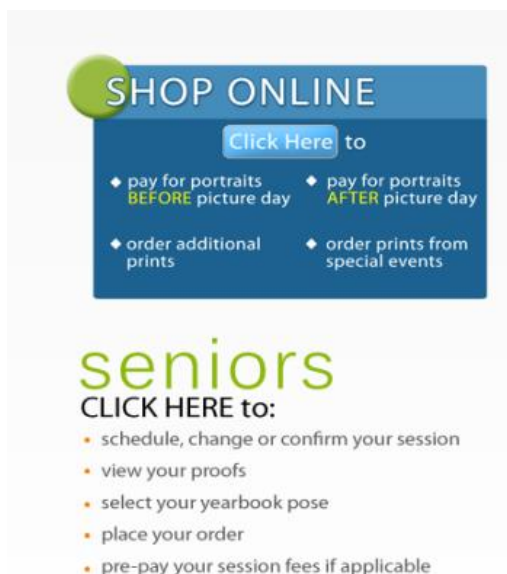 SHOP ONLINE
Click Here to
pay for portraits
BEFORE picture day
pay for portraits
AFTER picture day
order additional
prints
order prints from
special events
seniors
CLICK HERE to:
schedule, change or confirm your session
view your proofs
select your yearbook pose
place your order
pre-pay your session fees if applicable